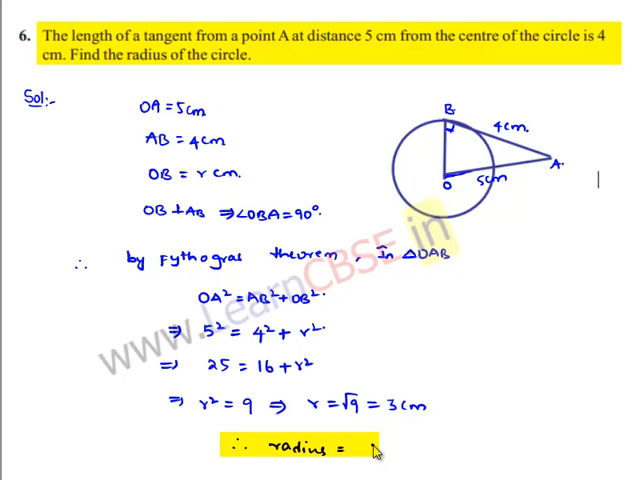 6. The length of a tangent from a point A at distance 5 cm from the centre of the circle is 4
cm. Find the radius of the circle.
Sol:-
OA = 5cm
AB = 4cm
OB = r cm.
OB ⊥ AB ⇒ ∠OBA = 90°.
∴ by Pythogras theorem, In △OAB
OA² = AB² + OB².
⇒ 5² = 4² + r².
⇒ 25 = 16 + r²
⇒ r² = 9 ⇒ r = √9 = 3cm
∴ radius =
B
4cm.
A.
O
5cm
www.LearnCBSE.in